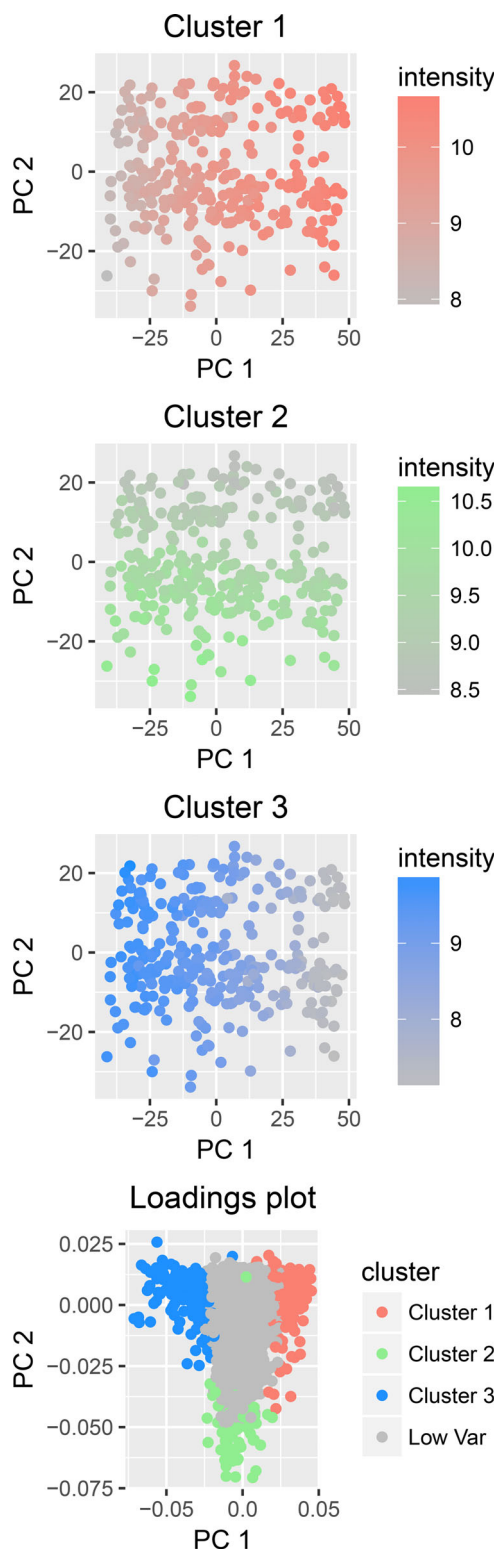 Cluster 1
intensity
20
0
−20
PC 2
10
9
8
−25 0 25 50
PC 1
Cluster 2
intensity
20
0
−20
PC 2
10.5
10.0
9.5
9.0
8.5
−25 0 25 50
PC 1
Cluster 3
intensity
20
0
−20
PC 2
9
8
−25 0 25 50
PC 1
Loadings plot
0.025
0.000
−0.025
−0.050
−0.075
PC 2
cluster
Cluster 1
Cluster 2
Cluster 3
Low Var
−0.05 0.0 0.05
PC 1